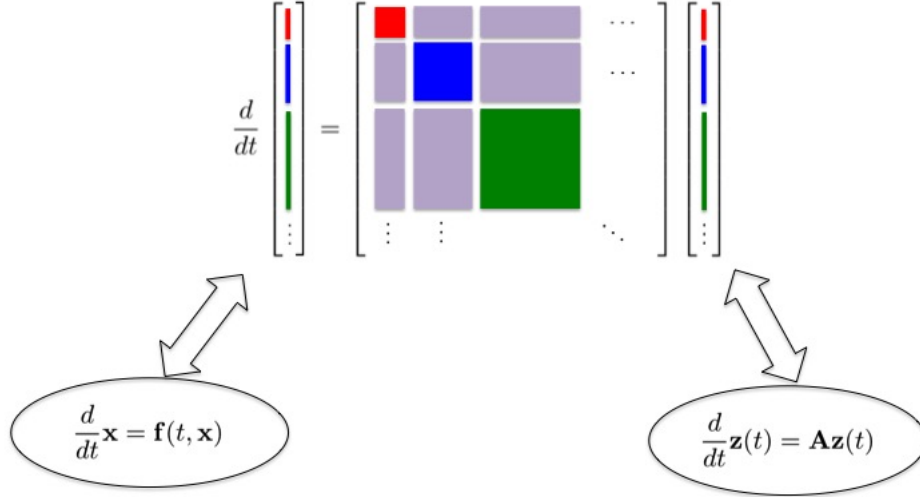 d/dt [ ⋮ ] = [ ⋯ ⋯ ⋮ ⋮ ⋱ ] [ ⋮ ]
d/dt x = f(t, x)
d/dt z(t) = Az(t)